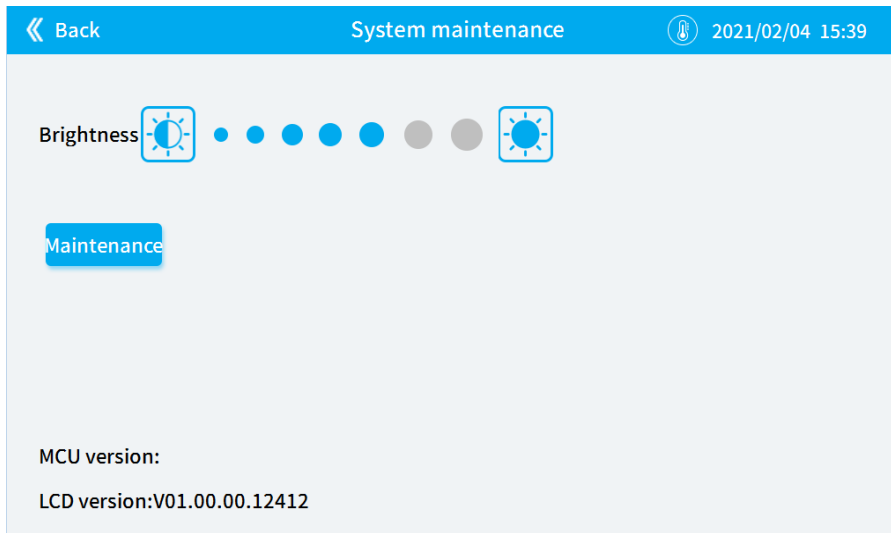 Back System maintenance 2021/02/04 15:39
Brightness
Maintenance
MCU version:
LCD version:V01.00.00.12412